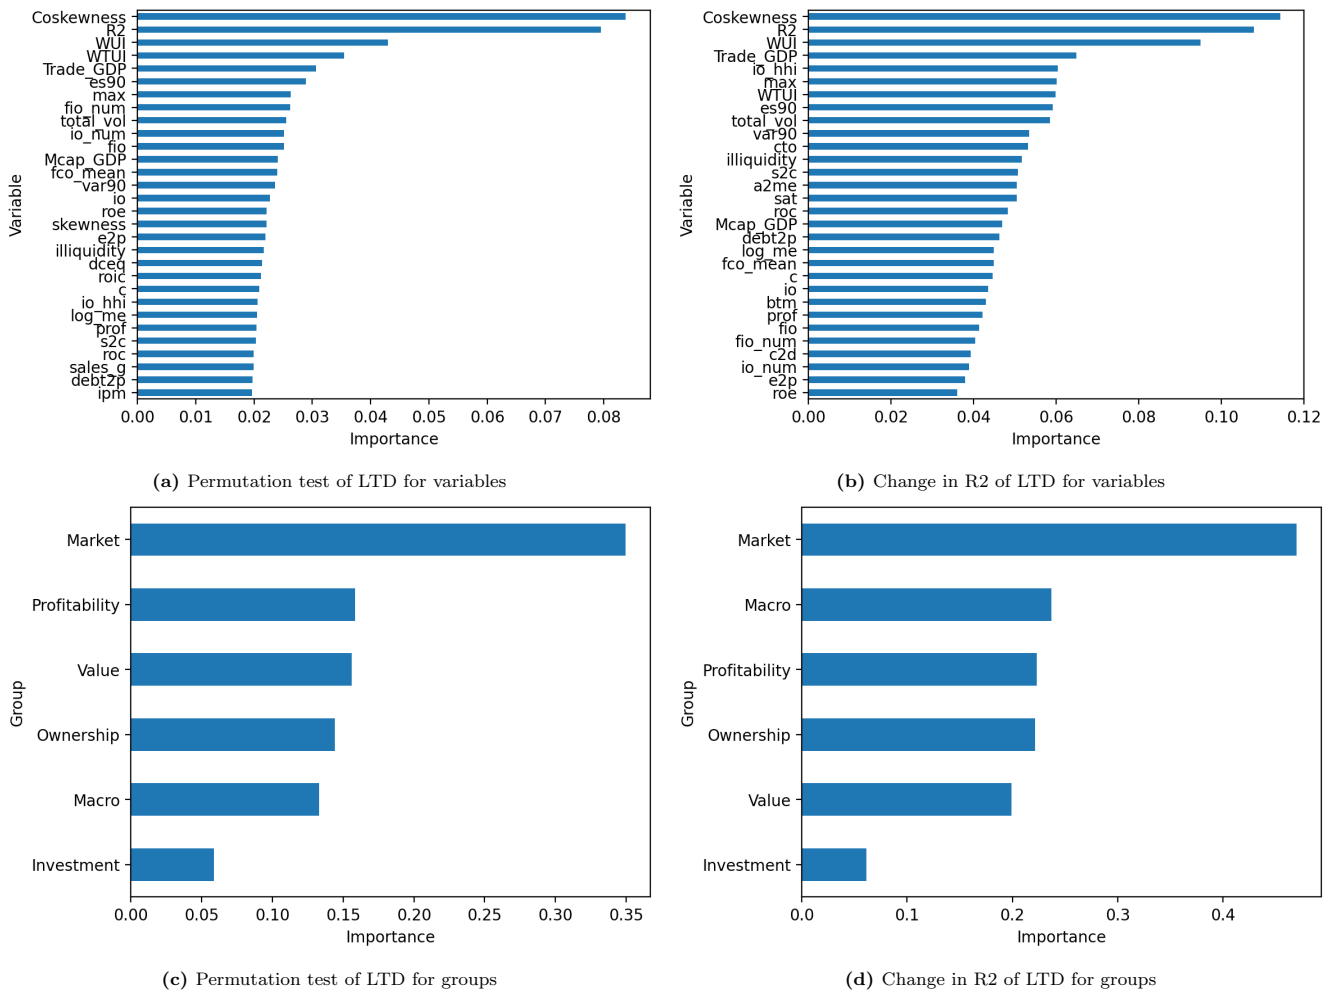 Coskewness
R2
WUI
WTUI
Trade_GDP
es90
max
fio_num
total_vol
io_num
fio
Mcap_GDP
fco_mean
var90
io
roe
skewness
e2p
illiquidity
dceq
roic
c
io_hhi
log_me
prof
s2c
roc
sales_g
debt2p
ipm
Variable
0.00 0.01 0.02 0.03 0.04 0.05 0.06 0.07 0.08
Importance
(a) Permutation test of LTD for variables
Coskewness
R2
WUI
Trade_GDP
io_hhi
max
WTUI
es90
total_vol
var90
cto
illiquidity
s2c
a2me
sat
roc
Mcap_GDP
debt2p
log_me
fco_mean
c
io
btm
prof
fio
fio_num
c2d
io_num
e2p
roe
Variable
0.00 0.02 0.04 0.06 0.08 0.10 0.12
Importance
(b) Change in R2 of LTD for variables
Market
Profitability
Value
Ownership
Macro
Investment
Group
0.00 0.05 0.10 0.15 0.20 0.25 0.30 0.35
Importance
(c) Permutation test of LTD for groups
Market
Macro
Profitability
Ownership
Value
Investment
Group
0.0 0.1 0.2 0.3 0.4
Importance
(d) Change in R2 of LTD for groups